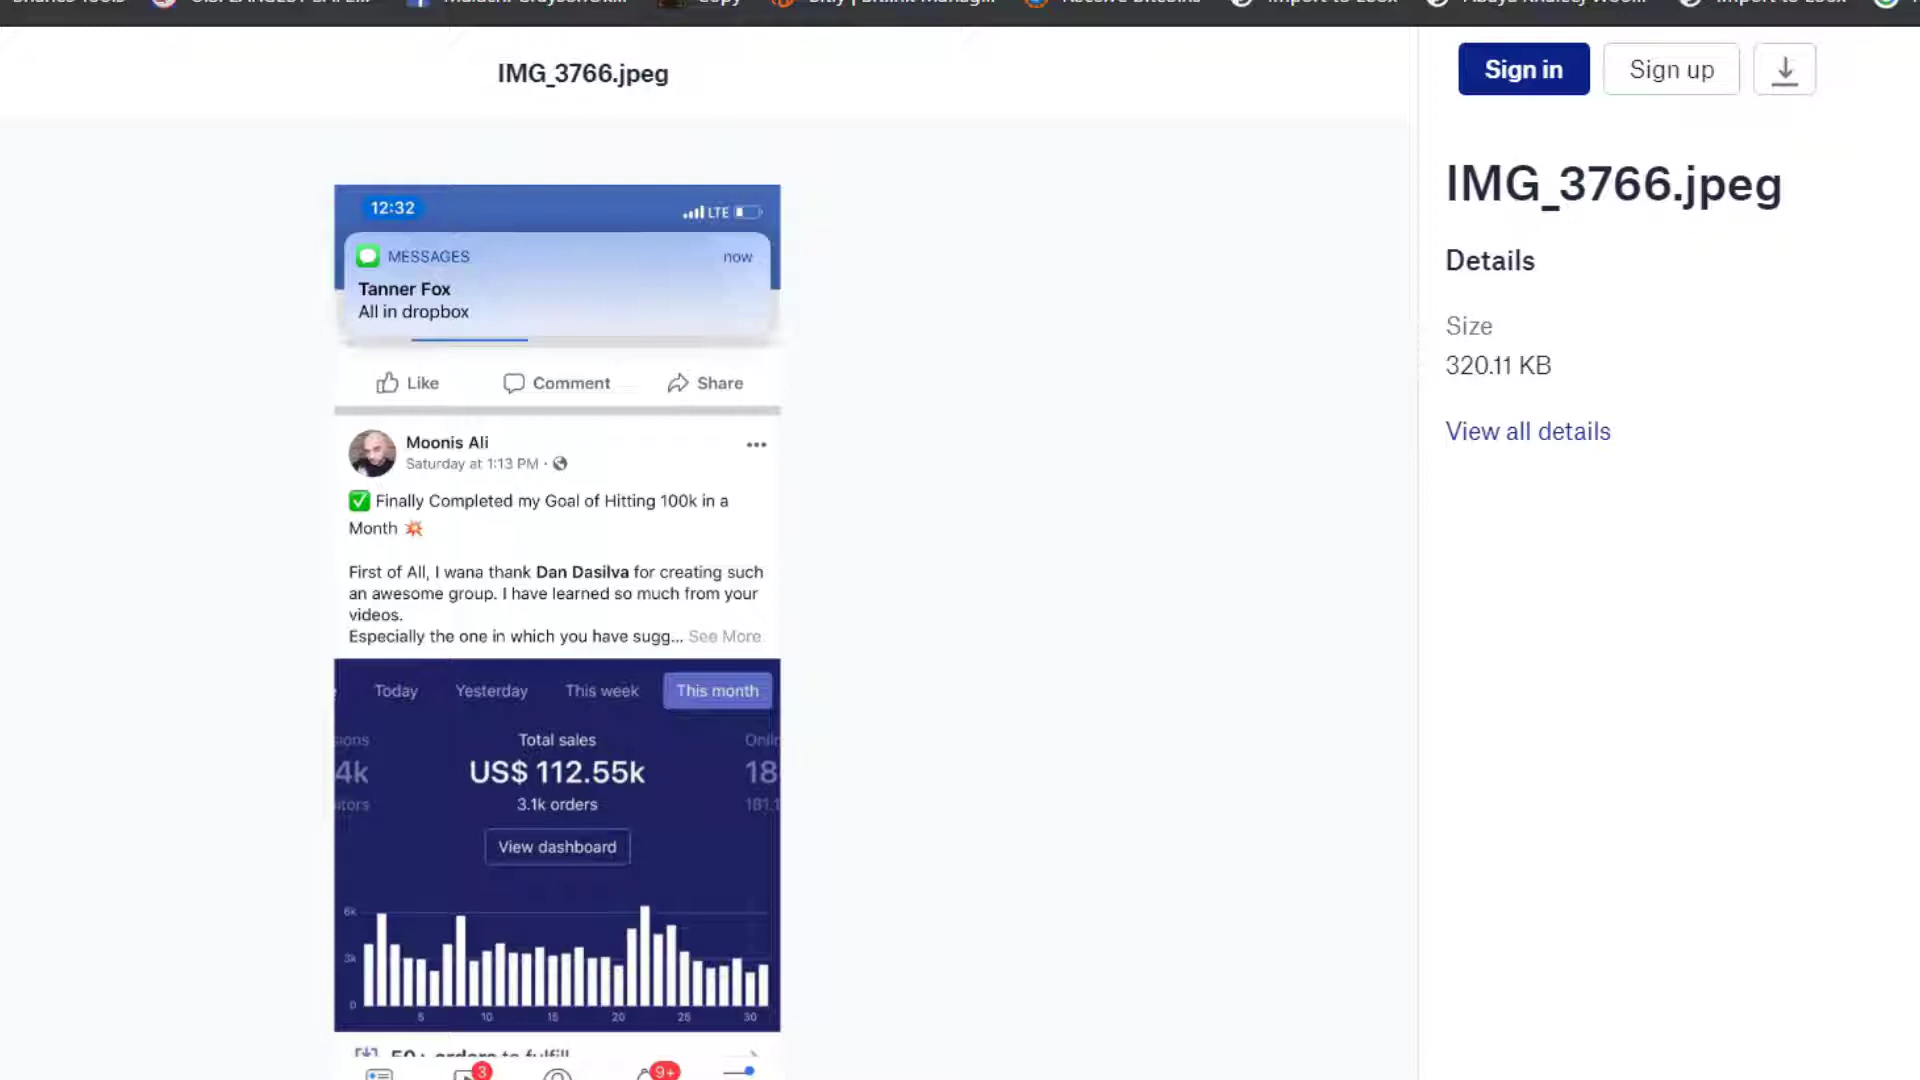 Copy
IMG_3766.jpeg
Sign in
Sign up
IMG_3766.jpeg
Details
Size
320.11 KB
View all details
12:32
LTE
MESSAGES
now
Tanner Fox
All in dropbox
Like
Comment
Share
Moonis Ali
Saturday at 1:13 PM ·
✅ Finally Completed my Goal of Hitting 100k in a
Month 💥
First of All, I wana thank Dan Dasilva for creating such
an awesome group. I have learned so much from your
videos.
Especially the one in which you have sugg... See More
Today
Yesterday
This week
This month
Total sales
US$ 112.55k
3.1k orders
4k
18
View dashboard
6k
3k
0
5
10
15
20
25
30
50+ orders to fulfill
3
9+